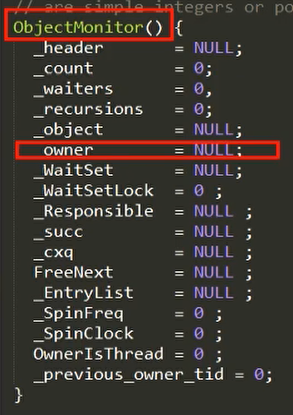 // are simple integers or po
ObjectMonitor() {
_header = NULL;
_count = 0;
_waiters = 0,
_recursions = 0;
_object = NULL;
_owner = NULL;
_WaitSet = NULL;
_WaitSetLock = 0 ;
_Responsible = NULL ;
_succ = NULL ;
_cxq = NULL ;
FreeNext = NULL ;
_EntryList = NULL ;
_SpinFreq = 0 ;
_SpinClock = 0 ;
OwnerIsThread = 0 ;
_previous_owner_tid = 0;
}